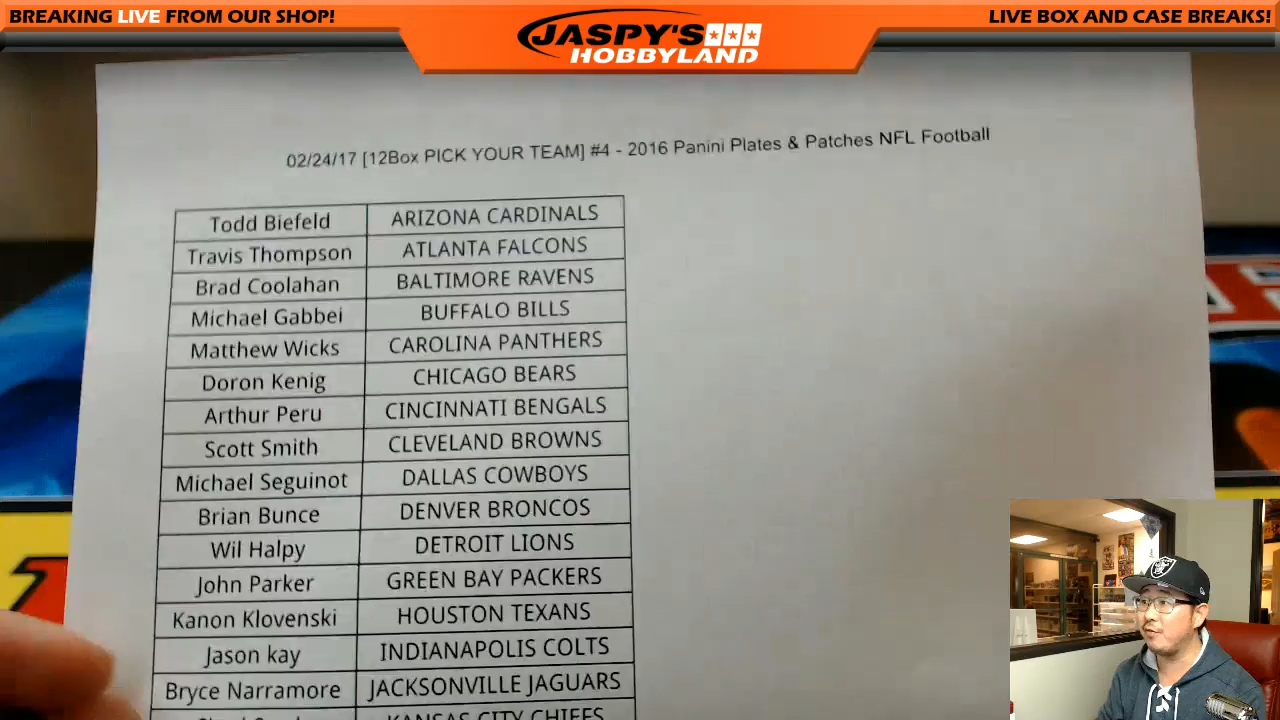 BREAKING LIVE FROM OUR SHOP!
JASPY'S
HOBBYLAND
LIVE BOX AND CASE BREAKS!
02/24/17 [12Box PICK YOUR TEAM] #4 - 2016 Panini Plates & Patches NFL Football
Todd Biefeld ARIZONA CARDINALS
Travis Thompson ATLANTA FALCONS
Brad Coolahan BALTIMORE RAVENS
Michael Gabbei BUFFALO BILLS
Matthew Wicks CAROLINA PANTHERS
Doron Kenig CHICAGO BEARS
Arthur Peru CINCINNATI BENGALS
Scott Smith CLEVELAND BROWNS
Michael Seguinot DALLAS COWBOYS
Brian Bunce DENVER BRONCOS
Wil Halpy DETROIT LIONS
John Parker GREEN BAY PACKERS
Kanon Klovenski HOUSTON TEXANS
Jason kay INDIANAPOLIS COLTS
Bryce Narramore JACKSONVILLE JAGUARS
KANSAS CITY CHIEFS